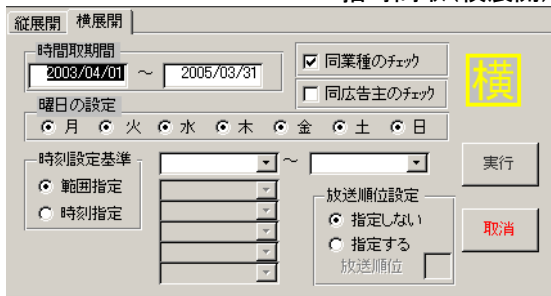 縦展開 横展開
時間取期間
2003/04/01 ～ 2005/03/31
同業種のチェック
同広告主のチェック
横
曜日の設定
月 火 水 木 金 土 日
時刻設定基準 ～
範囲指定
時刻指定
放送順位設定
指定しない
指定する
放送順位
実行
取消